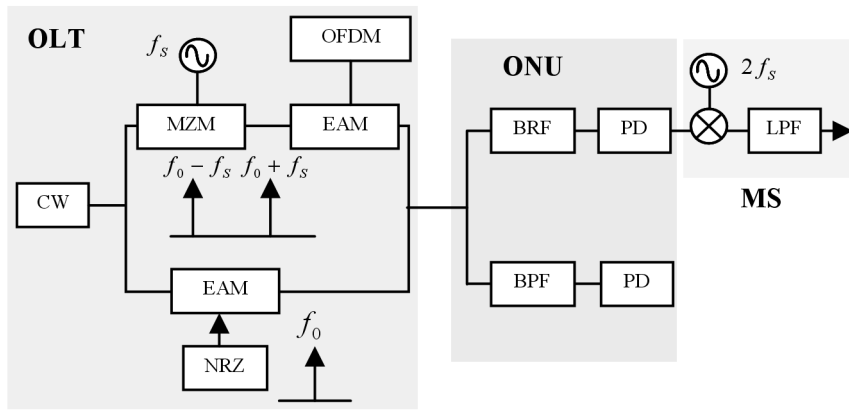 OLT
f_s
OFDM
ONU
2f_s
MZM
EAM
BRF
PD
LPF
f_0 − f_s
f_0 + f_s
CW
MS
EAM
BPF
PD
f_0
NRZ